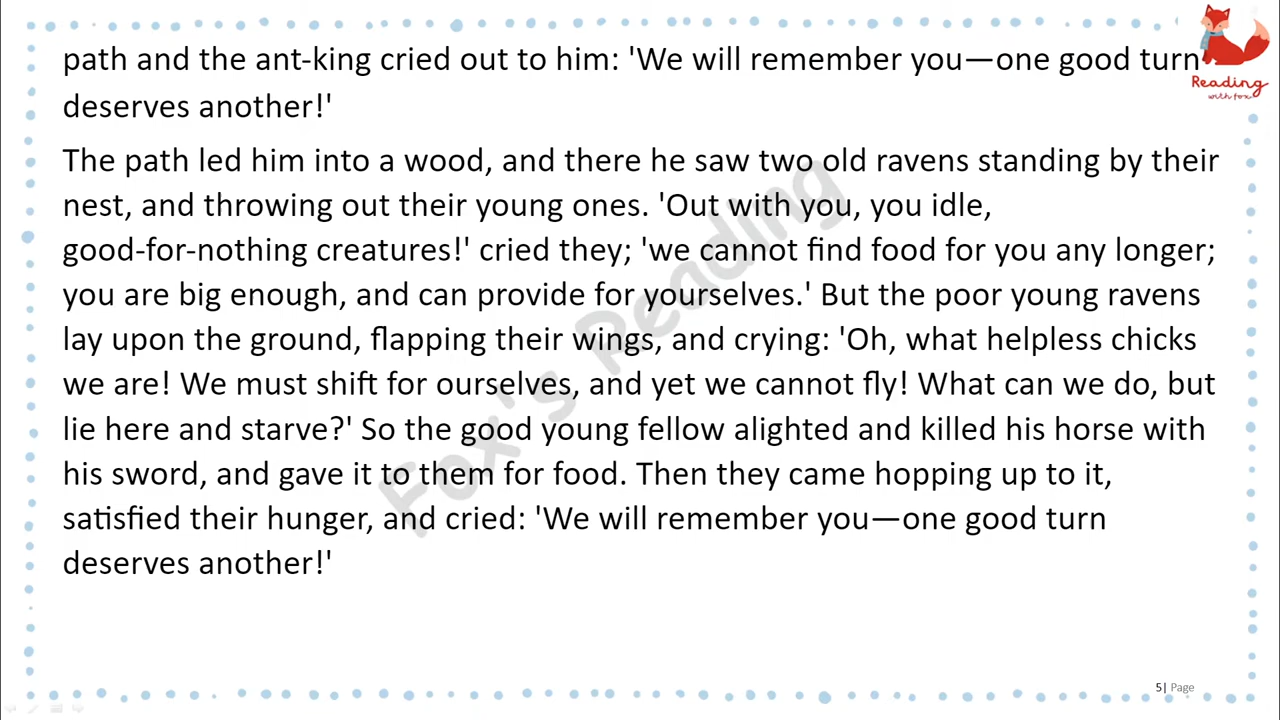 path and the ant-king cried out to him: 'We will remember you—one good turn
deserves another!'
Reading
with fox
The path led him into a wood, and there he saw two old ravens standing by their
nest, and throwing out their young ones. 'Out with you, you idle,
good-for-nothing creatures!' cried they; 'we cannot find food for you any longer;
you are big enough, and can provide for yourselves.' But the poor young ravens
lay upon the ground, flapping their wings, and crying: 'Oh, what helpless chicks
we are! We must shift for ourselves, and yet we cannot fly! What can we do, but
lie here and starve?' So the good young fellow alighted and killed his horse with
his sword, and gave it to them for food. Then they came hopping up to it,
satisfied their hunger, and cried: 'We will remember you—one good turn
deserves another!'
Fox's Reading
5| Page